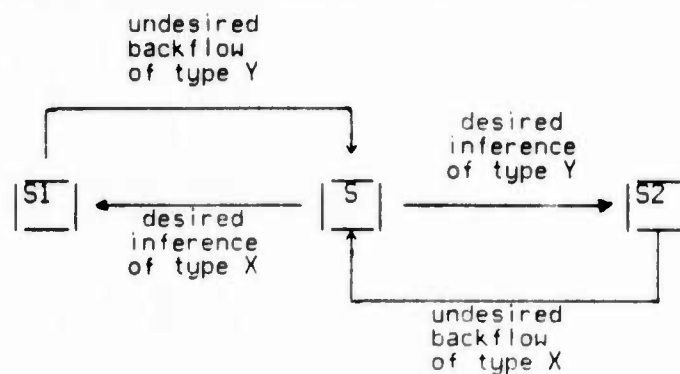 undesired
backflow
of type Y
desired
inference
of type Y
S1
S
S2
desired
inference
of type X
undesired
backflow
of type X